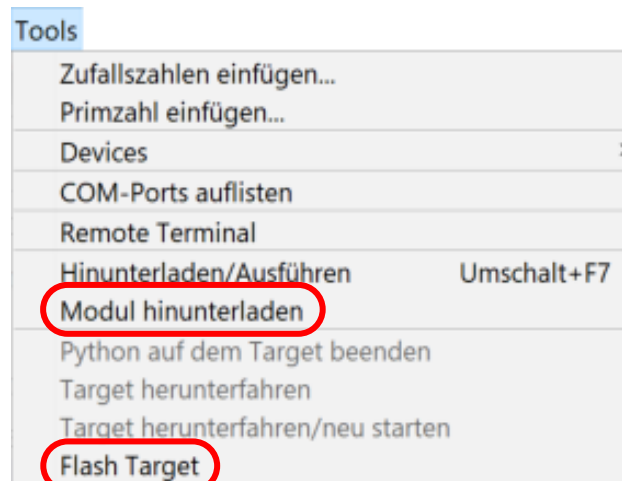 Tools
Zufallszahlen einfügen...
Primzahl einfügen...
Devices
COM-Ports auflisten
Remote Terminal
Hinunterladen/Ausführen Umschalt+F7
Modul hinunterladen
Python auf dem Target beenden
Target herunterfahren
Target herunterfahren/neu starten
Flash Target